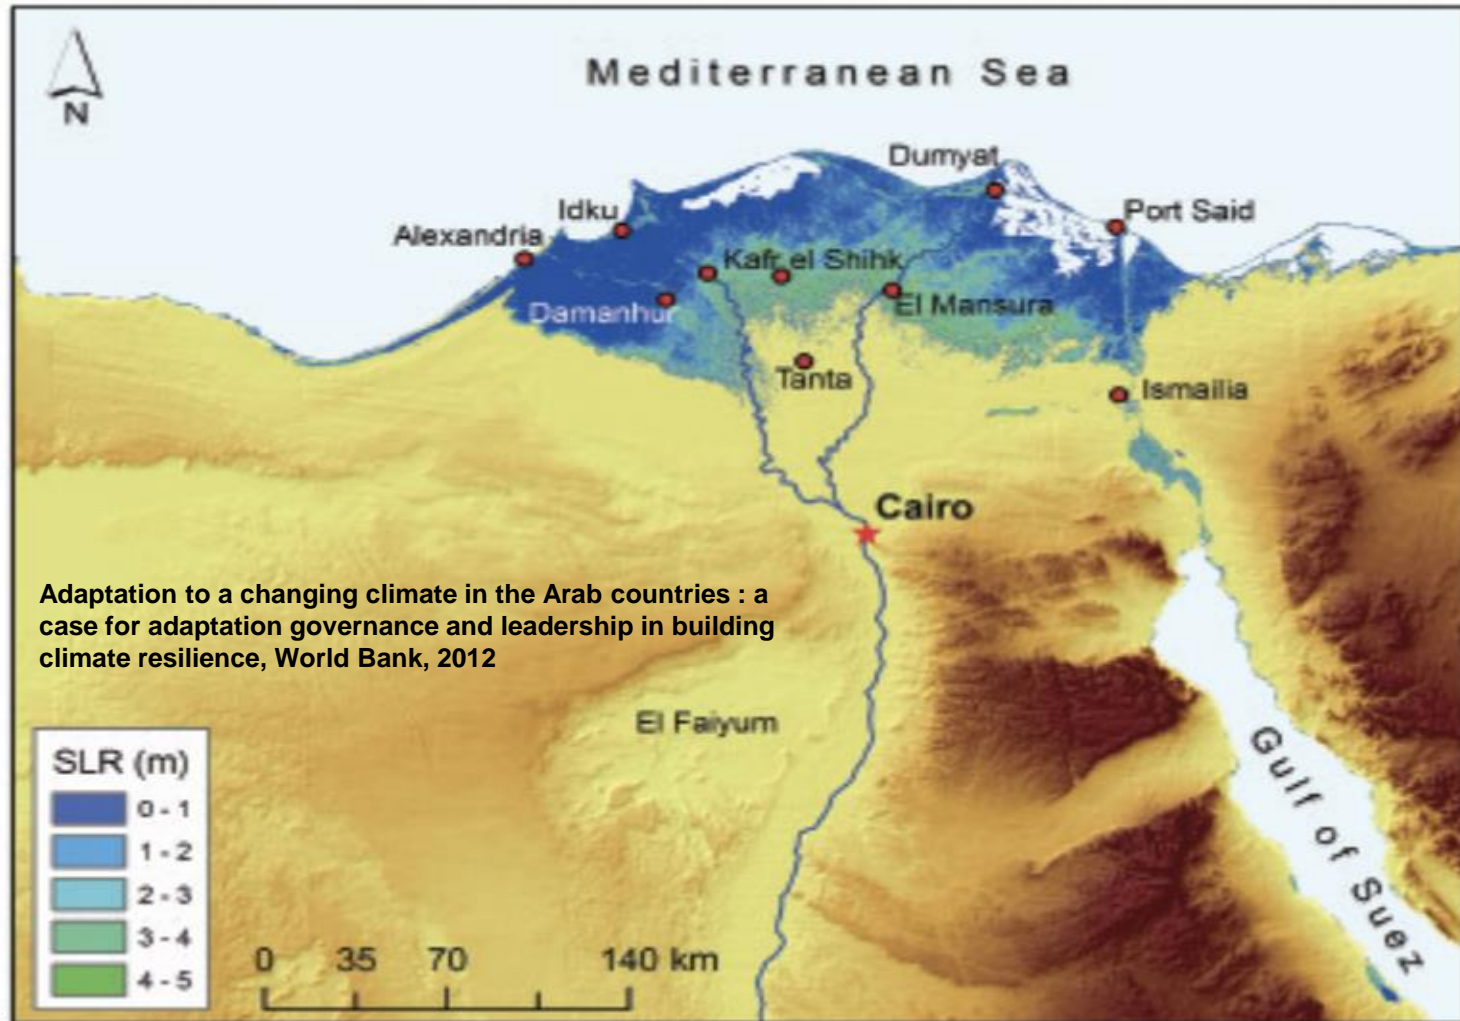 N
Mediterranean Sea
Dumyat
Idku
Port Said
Alexandria
Kafr el Shihk
Damanhur
El Mansura
Tanta
Ismailia
Cairo
Adaptation to a changing climate in the Arab countries : a
case for adaptation governance and leadership in building
climate resilience, World Bank, 2012
El Faiyum
Gulf of Suez
SLR (m)
0 - 1
1 - 2
2 - 3
3 - 4
4 - 5
0 35 70 140 km